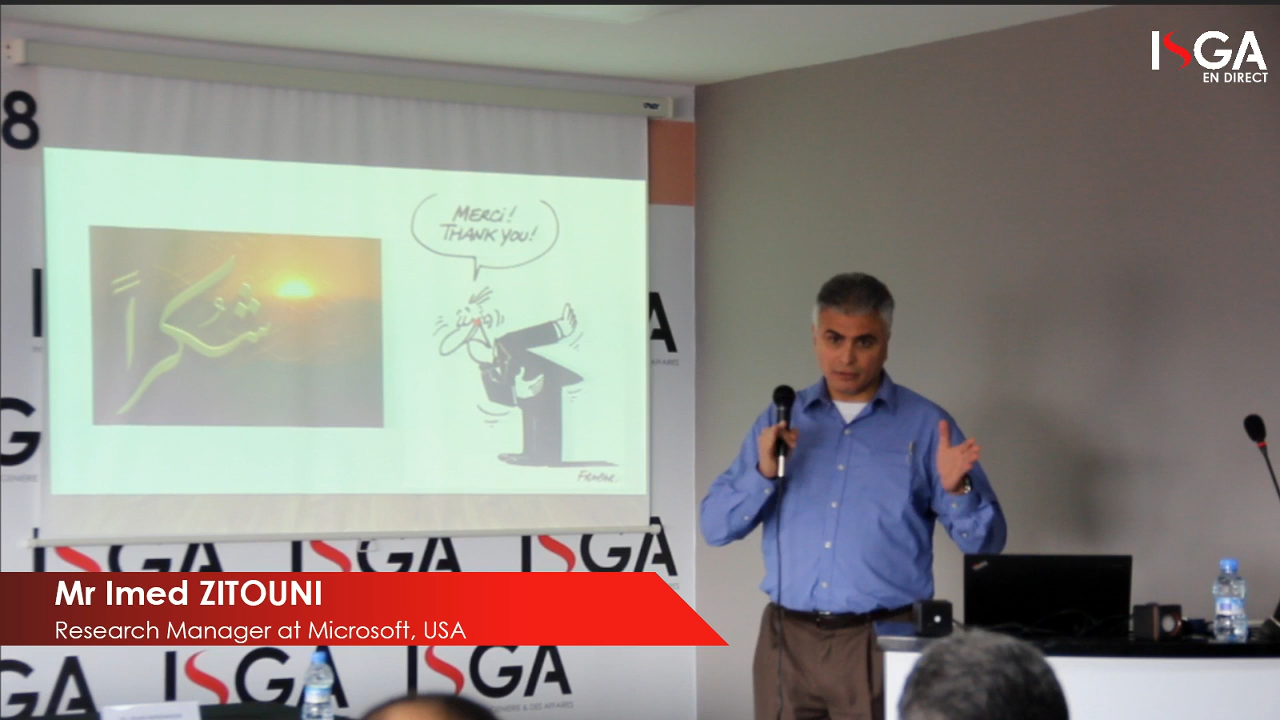 ISGA
EN DIRECT
8
MERCI!
THANK YOU!
شكراً
ISGA
ISGA
ISGA
Mr Imed ZITOUNI
Research Manager at Microsoft, USA
GA
ISGA
ISGA